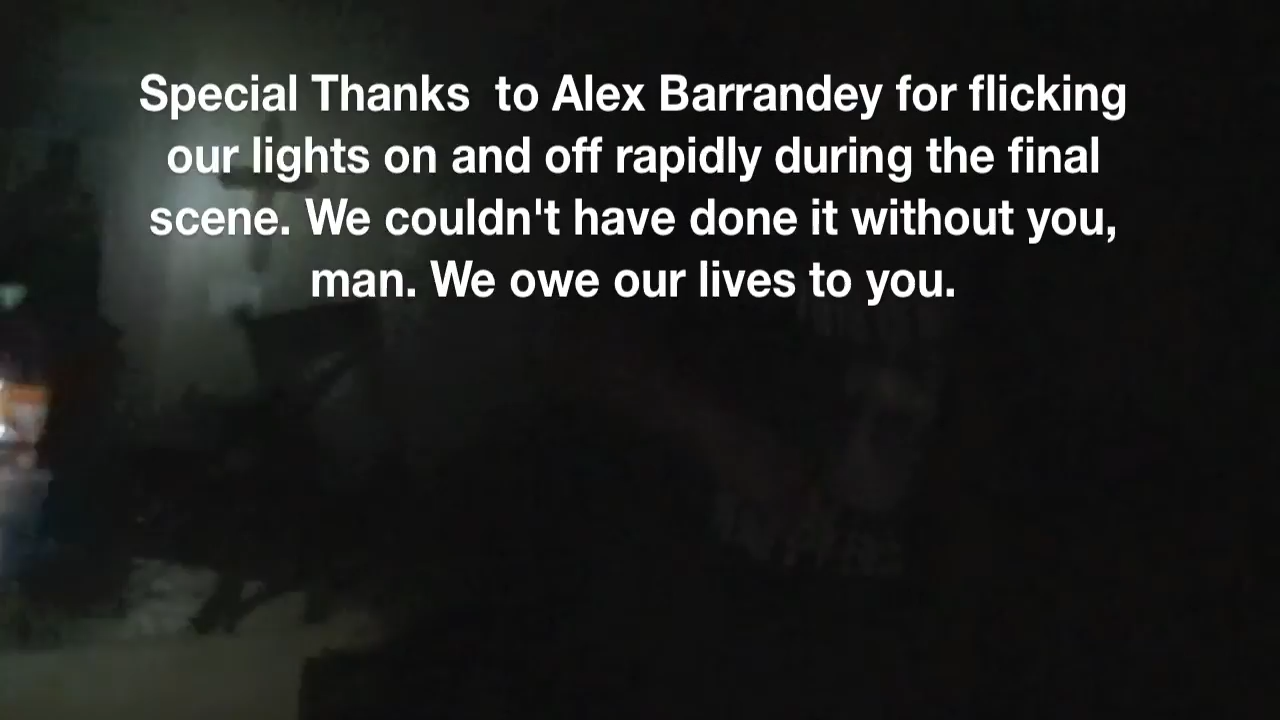 Special Thanks  to Alex Barrandey for flicking
our lights on and off rapidly during the final
scene. We couldn't have done it without you,
man. We owe our lives to you.